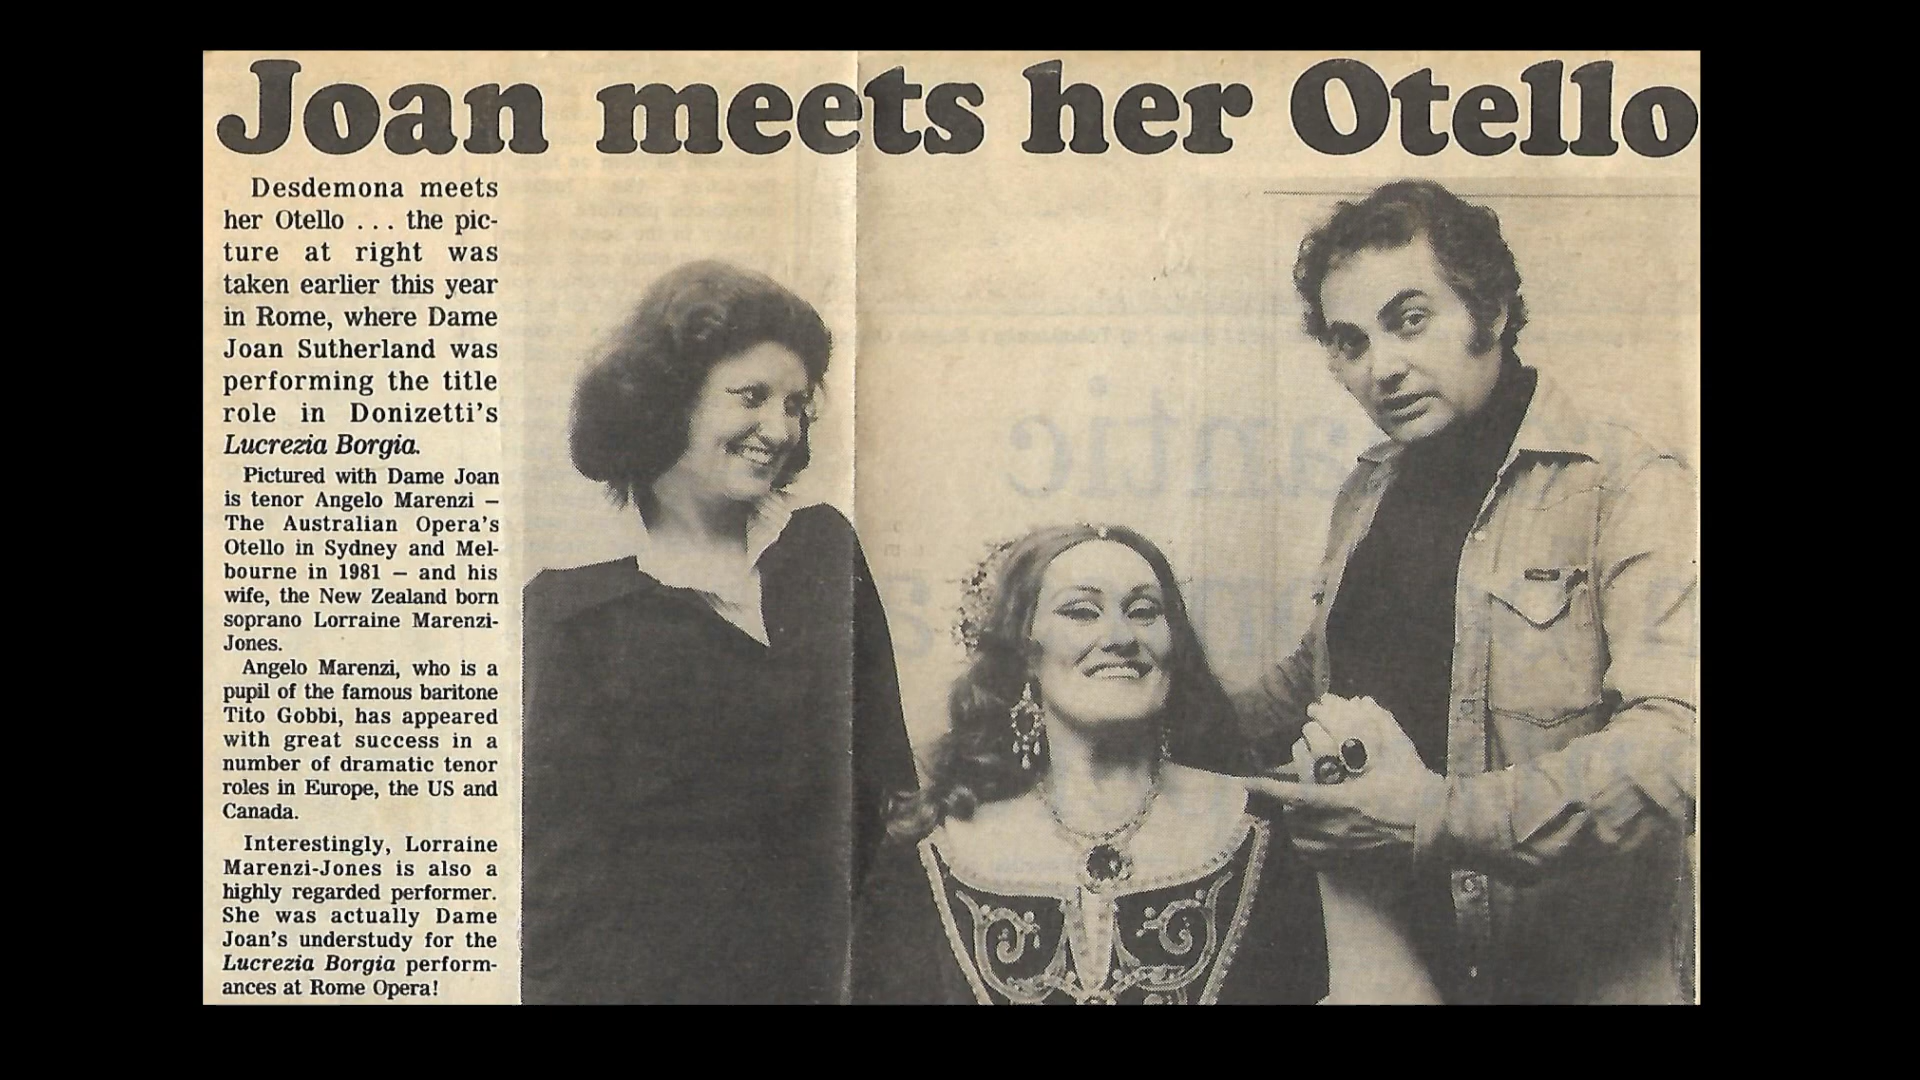 Joan meets her Otello
Desdemona meets
her Otello . . . the pic-
ture at right was
taken earlier this year
in Rome, where Dame
Joan Sutherland was
performing the title
role in Donizetti's
Lucrezia Borgia.
Pictured with Dame Joan
is tenor Angelo Marenzi —
The Australian Opera's
Otello in Sydney and Mel-
bourne in 1981 — and his
wife, the New Zealand born
soprano Lorraine Marenzi-
Jones.
Angelo Marenzi, who is a
pupil of the famous baritone
Tito Gobbi, has appeared
with great success in a
number of dramatic tenor
roles in Europe, the US and
Canada.
Interestingly, Lorraine
Marenzi-Jones is also a
highly regarded performer.
She was actually Dame
Joan's understudy for the
Lucrezia Borgia perform-
ances at Rome Opera!